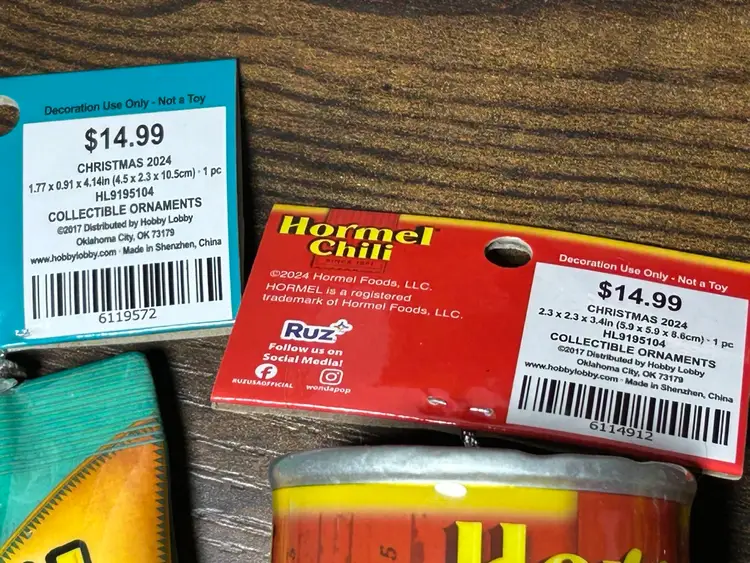 Decoration Use Only - Not a Toy
$14.99
CHRISTMAS 2024
1.77 x 0.91 x 4.14in (4.5 x 2.3 x 10.5cm) · 1 pc
HL9195104
COLLECTIBLE ORNAMENTS
©2017 Distributed by Hobby Lobby
Oklahoma City, OK 73179
www.hobbylobby.com · Made in Shenzhen, China
6119572
Hormel
Chili
SINCE 1891
©2024 Hormel Foods, LLC.
HORMEL is a registered
trademark of Hormel Foods, LLC.
Ruz
Follow us on
Social Media!
RUZUSAOFFICIAL
wondapop
Decoration Use Only - Not a Toy
$14.99
CHRISTMAS 2024
2.3 x 2.3 x 3.4in (5.9 x 5.9 x 8.6cm) · 1 pc
HL9195104
COLLECTIBLE ORNAMENTS
©2017 Distributed by Hobby Lobby
Oklahoma City, OK 73179
www.hobbylobby.com · Made in Shenzhen, China
6114912